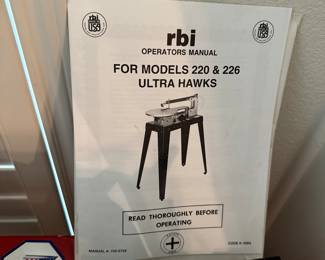 rbi
OPERATORS MANUAL
FOR MODELS 220 & 226
ULTRA HAWKS
READ THOROUGHLY BEFORE
OPERATING